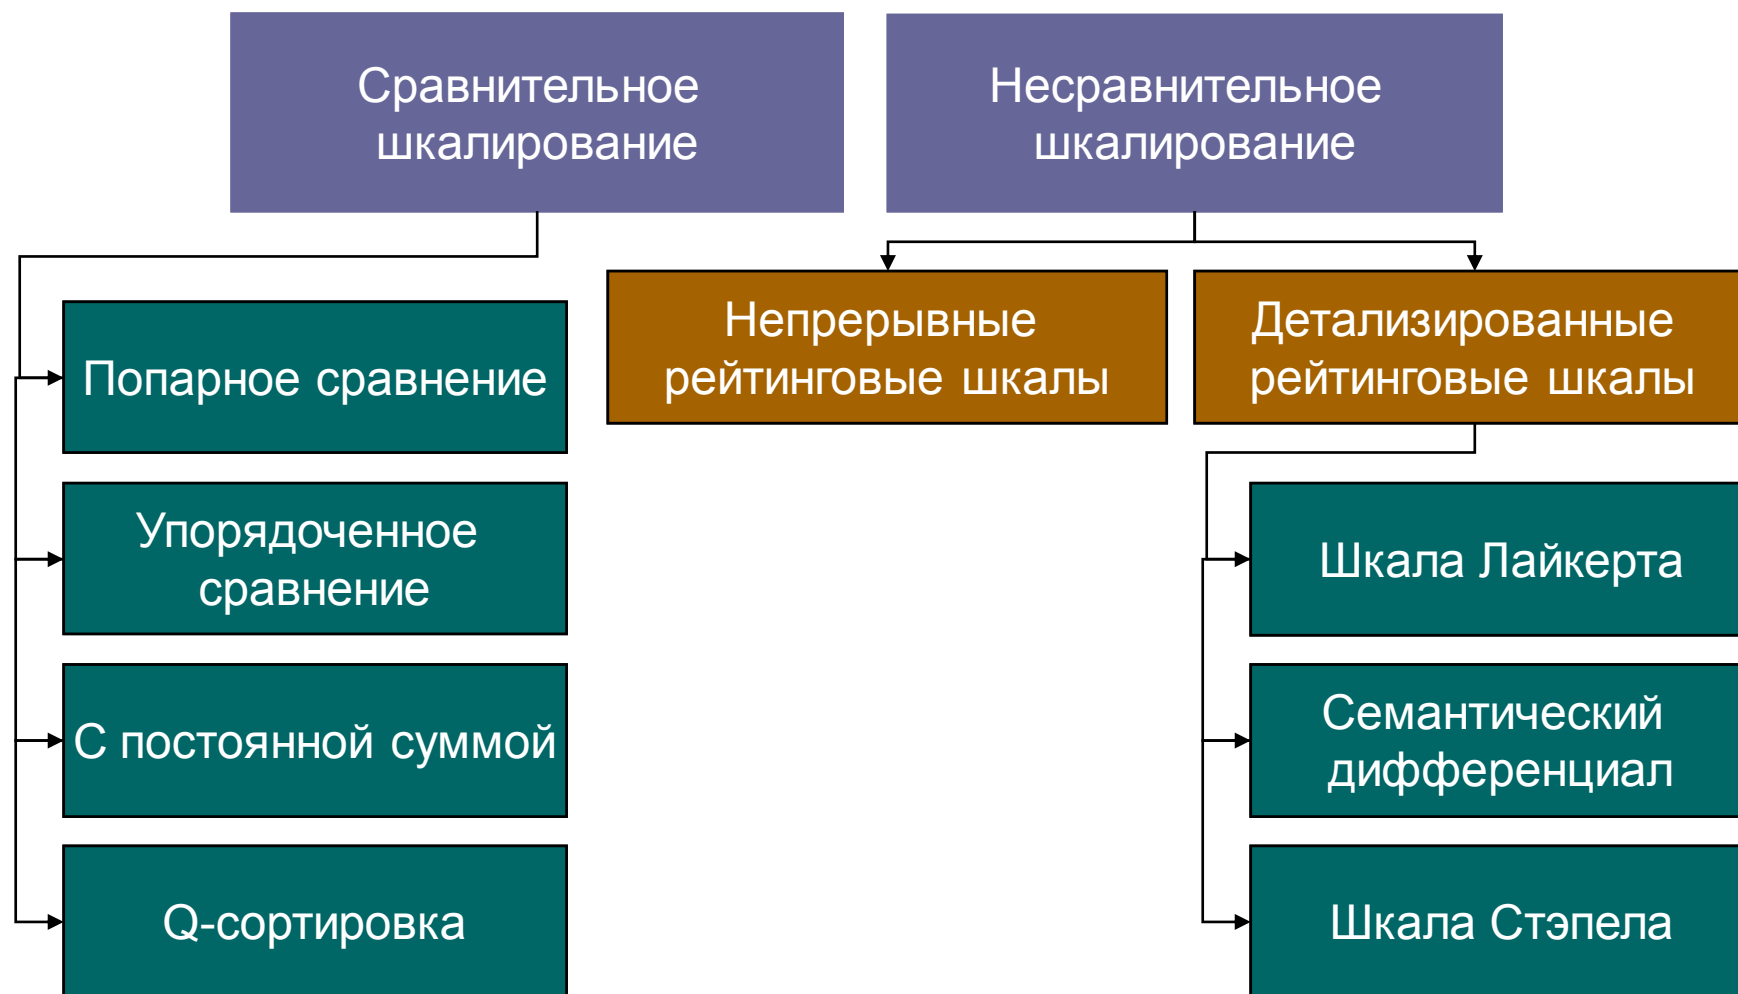 Сравнительное
шкалирование
Несравнительное
шкалирование
Непрерывные
рейтинговые шкалы
Детализированные
рейтинговые шкалы
Попарное сравнение
Упорядоченное
сравнение
С постоянной суммой
Q-сортировка
Шкала Лайкерта
Семантический
дифференциал
Шкала Стэпела